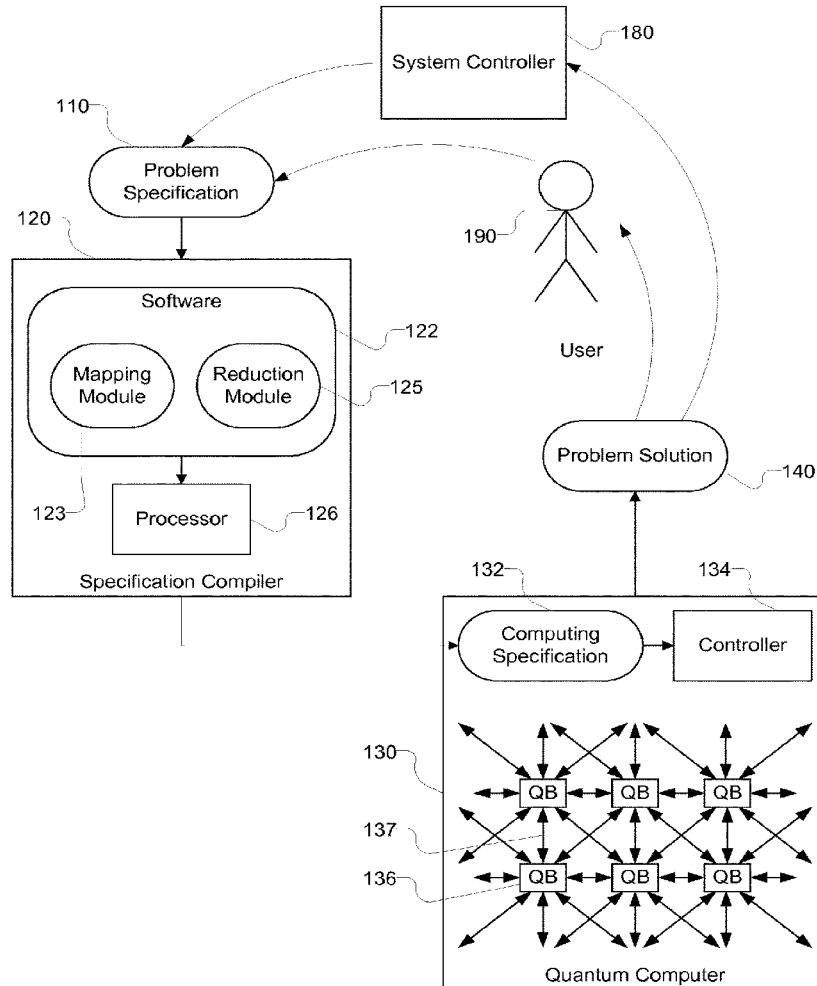 180
System Controller
110
Problem
Specification
190
120
Software
122
Mapping
Module
Reduction
Module
125
User
Problem Solution
140
123
Processor
126
Specification Compiler
132
134
Computing
Specification
Controller
130
QB
QB
QB
137
136
QB
QB
QB
Quantum Computer